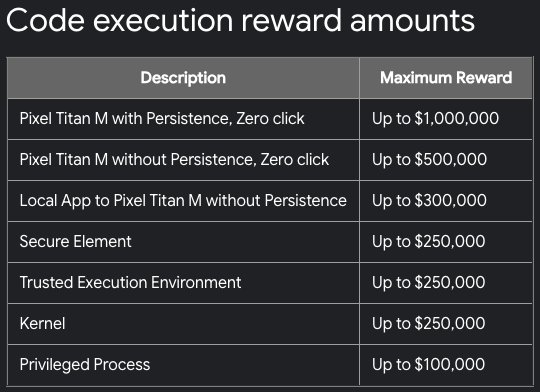 Code execution reward amounts
Description Maximum Reward
Pixel Titan M with Persistence, Zero click Up to $1,000,000
Pixel Titan M without Persistence, Zero click Up to $500,000
Local App to Pixel Titan M without Persistence Up to $300,000
Secure Element Up to $250,000
Trusted Execution Environment Up to $250,000
Kernel Up to $250,000
Privileged Process Up to $100,000